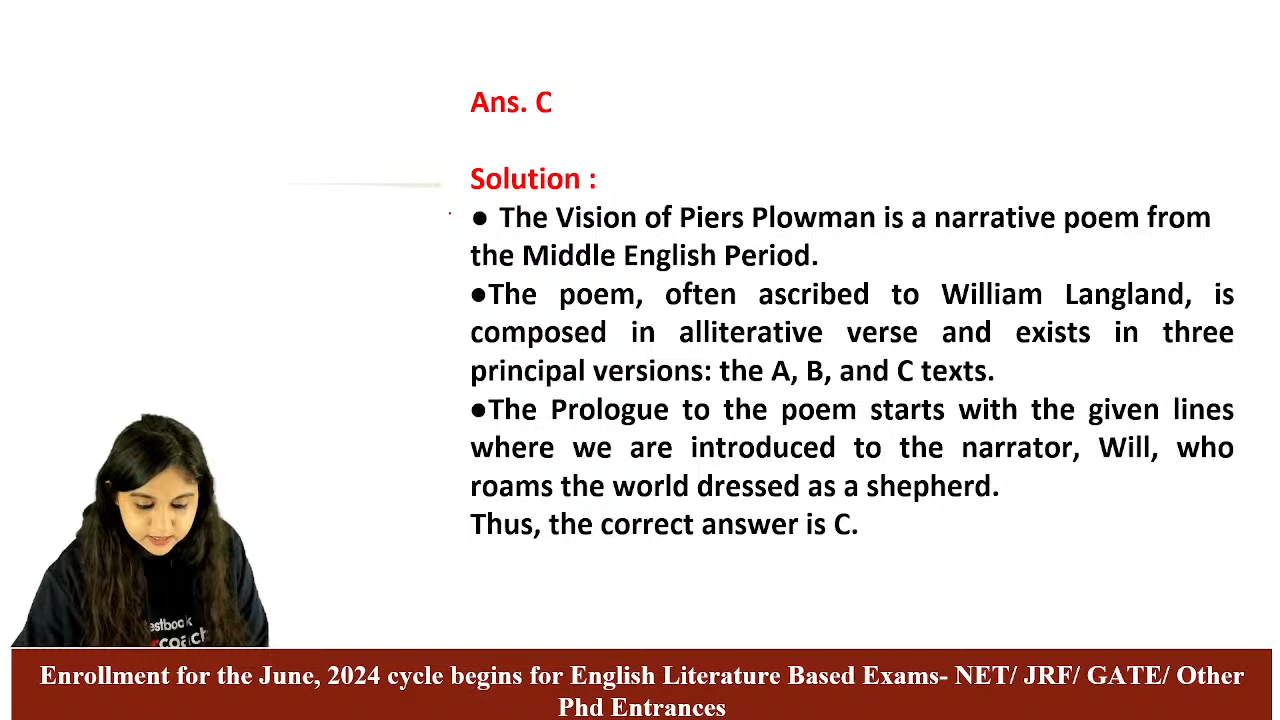 Ans. C
Solution :
● The Vision of Piers Plowman is a narrative poem from
the Middle English Period.
●The poem, often ascribed to William Langland, is
composed in alliterative verse and exists in three
principal versions: the A, B, and C texts.
●The Prologue to the poem starts with the given lines
where we are introduced to the narrator, Will, who
roams the world dressed as a shepherd.
Thus, the correct answer is C.
estbook
coach
Enrollment for the June, 2024 cycle begins for English Literature Based Exams- NET/ JRF/ GATE/ Other
Phd Entrances